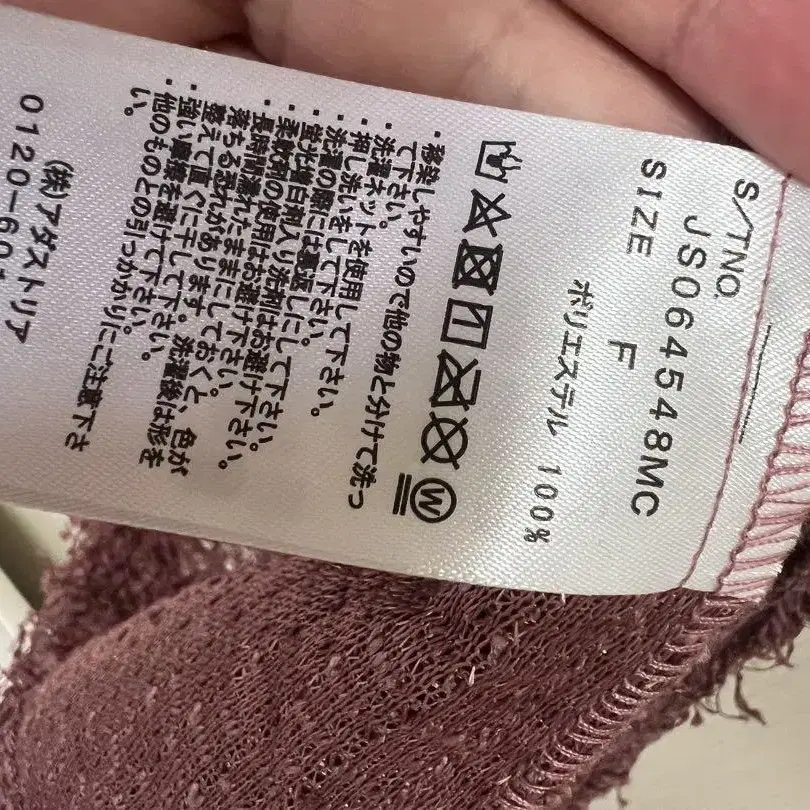 S/TNO.
JS064548MC
SIZE
F
ポリエステル 100%
W
・移染しやすいので他の物と分けて洗っ
て下さい。
・洗濯ネットを使用して下さい。
・押し洗いをして下さい。
・洗濯の際には裏返しにして下さい。
・蛍光増白剤入り洗剤はお避け下さい。
・柔軟剤の使用はお避け下さい。
・長時間濡れたままにしておくと、色が
落ちる恐れがあります。洗濯後は形を
整えて直ぐに干して下さい。
・強い摩擦を避けて下さい。
・他のものとの引っかかりにご注意下さ
い。
(株)アダストリア
0120-601